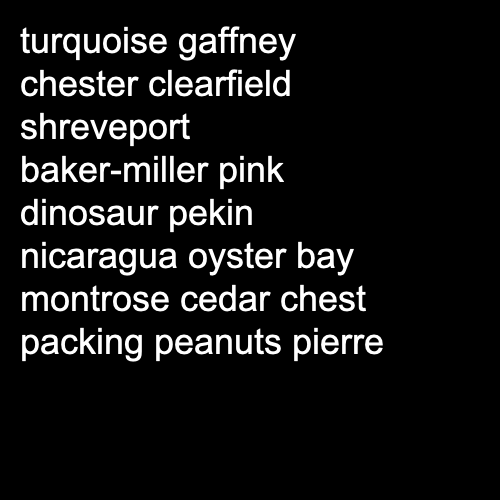 turquoise gaffney
chester clearfield
shreveport
baker-miller pink
dinosaur pekin
nicaragua oyster bay
montrose cedar chest
packing peanuts pierre